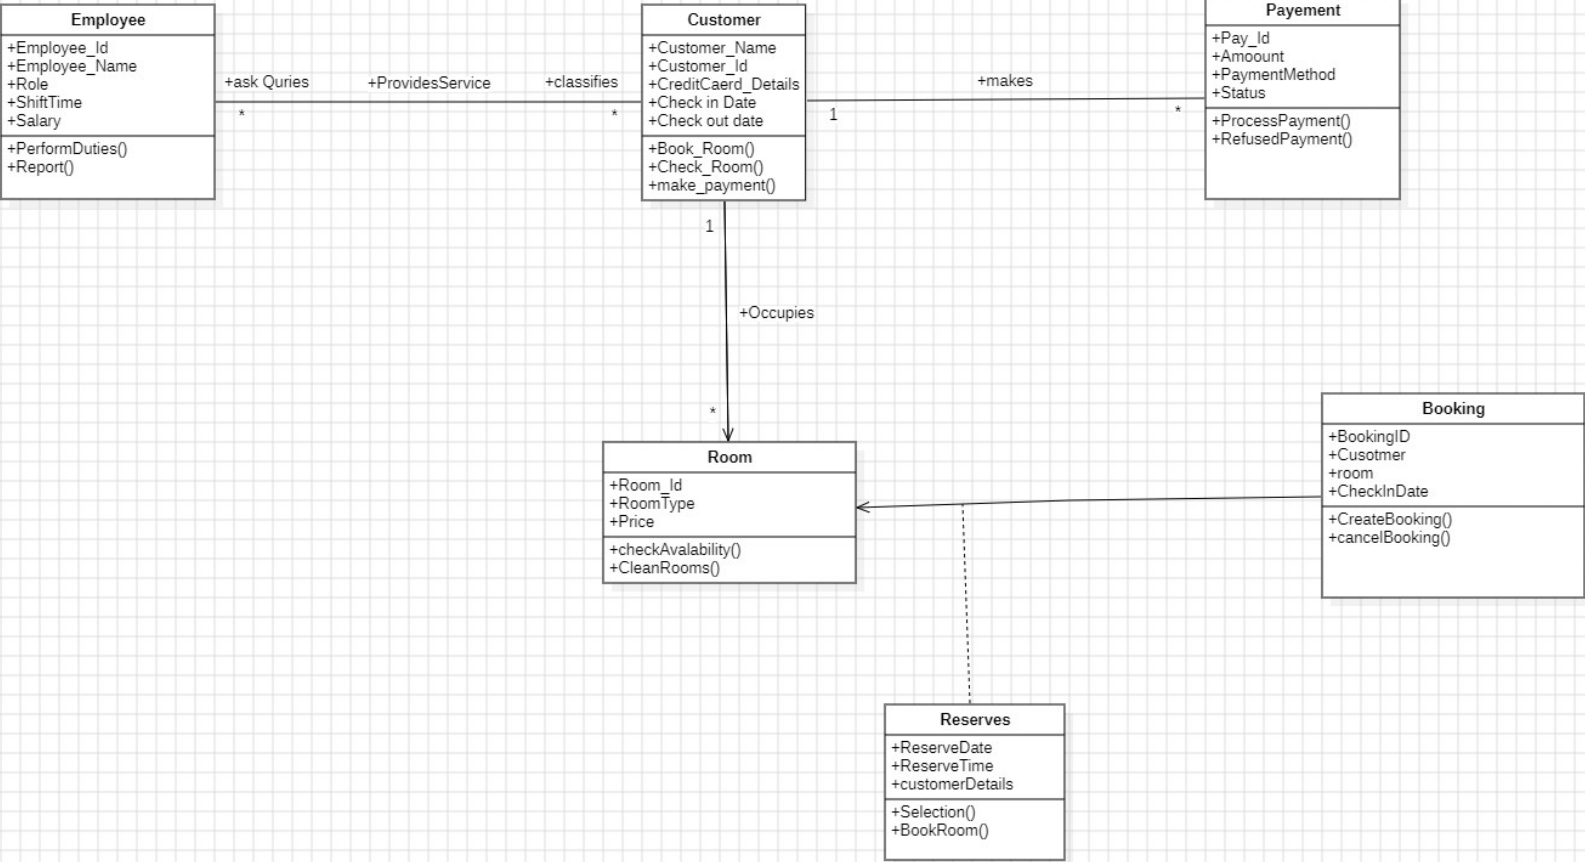 Employee
+Employee_Id
+Employee_Name
+Role
+ShiftTime
+Salary
+PerformDuties()
+Report()
+ask Quries
+ProvidesService
+classifies
*
*
Customer
+Customer_Name
+Customer_Id
+CreditCaerd_Details
+Check in Date
+Check out date
+Book_Room()
+Check_Room()
+make_payment()
+makes
1
*
Payement
+Pay_Id
+Amoount
+PaymentMethod
+Status
+ProcessPayment()
+RefusedPayment()
1
+Occupies
*
Room
+Room_Id
+RoomType
+Price
+checkAvalability()
+CleanRooms()
Booking
+BookingID
+Cusotmer
+room
+CheckInDate
+CreateBooking()
+cancelBooking()
Reserves
+ReserveDate
+ReserveTime
+customerDetails
+Selection()
+BookRoom()